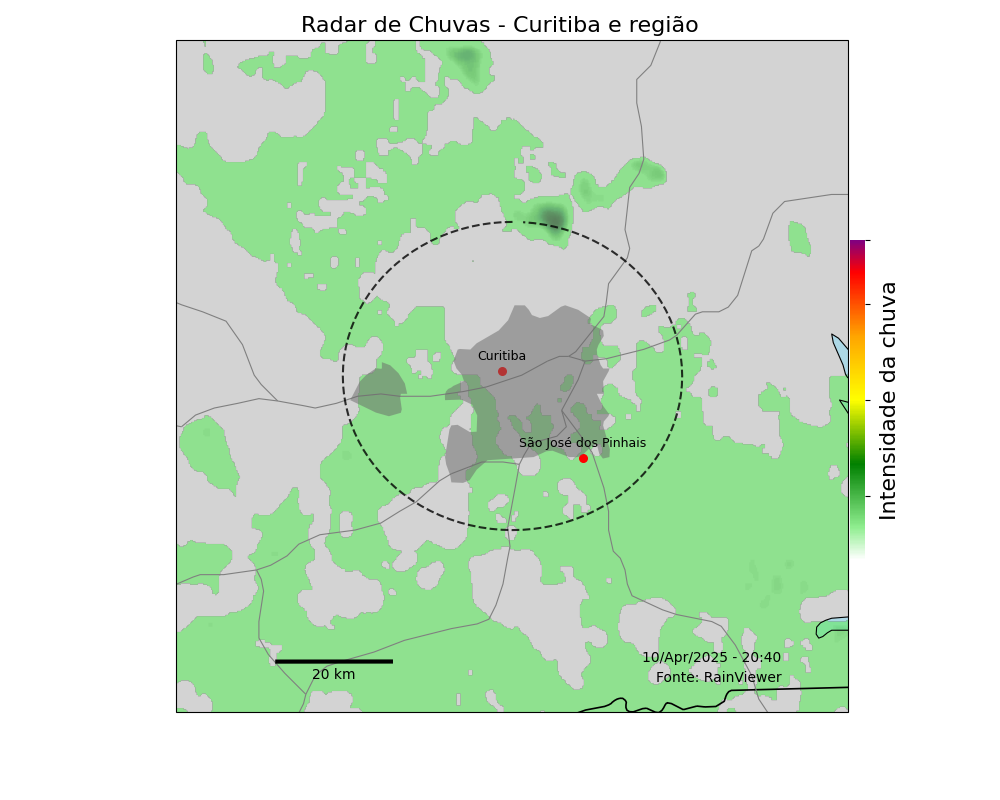 Radar de Chuvas - Curitiba e região
Curitiba
São José dos Pinhais
Intensidade da chuva
10/Apr/2025 - 20:40
Fonte: RainViewer
20 km